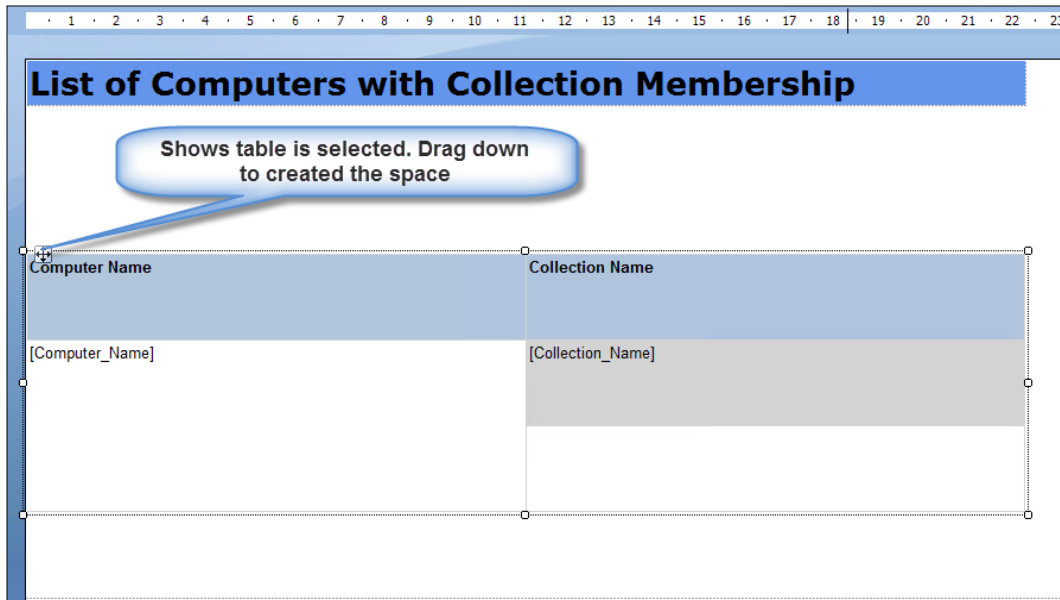 1 2 3 4 5 6 7 8 9 10 11 12 13 14 15 16 17 18 19 20 21 22 23
List of Computers with Collection Membership
Shows table is selected. Drag down
to created the space
Computer Name Collection Name
[Computer_Name] [Collection_Name]